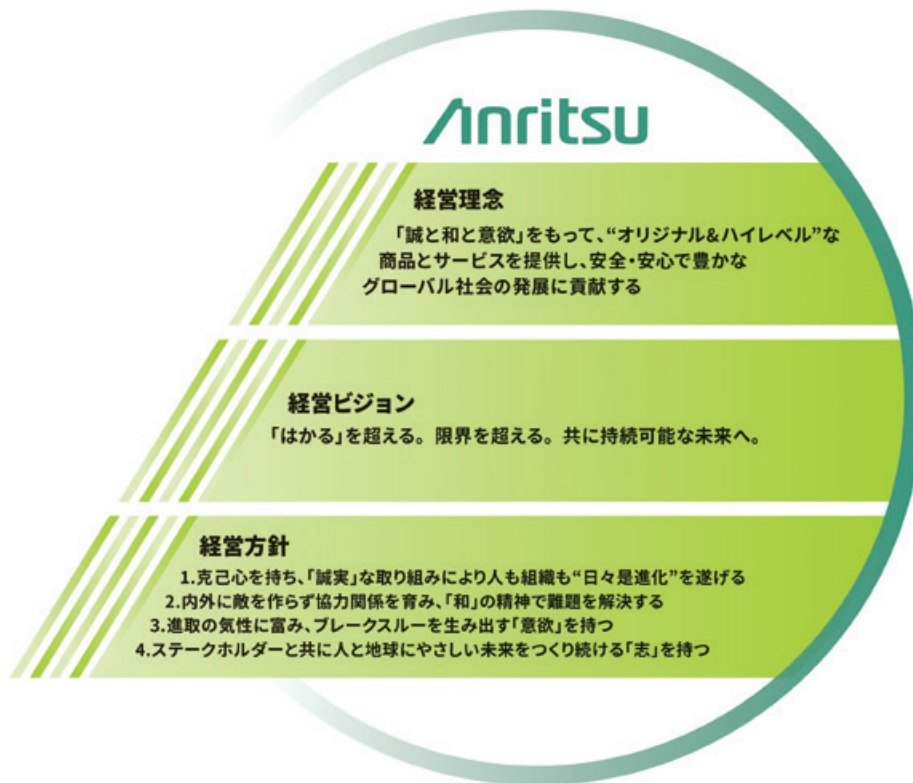 Anritsu
経営理念
「誠と和と意欲」をもって、“オリジナル&ハイレベル”な
商品とサービスを提供し、安全・安心で豊かな
グローバル社会の発展に貢献する
経営ビジョン
「はかる」を超える。限界を超える。共に持続可能な未来へ。
経営方針
1.克己心を持ち、「誠実」な取り組みにより人も組織も“日々是進化”を遂げる
2.内外に敵を作らず協力関係を育み、「和」の精神で難題を解決する
3.進取の気性に富み、ブレークスルーを生み出す「意欲」を持つ
4.ステークホルダーと共に人と地球にやさしい未来をつくり続ける「志」を持つ